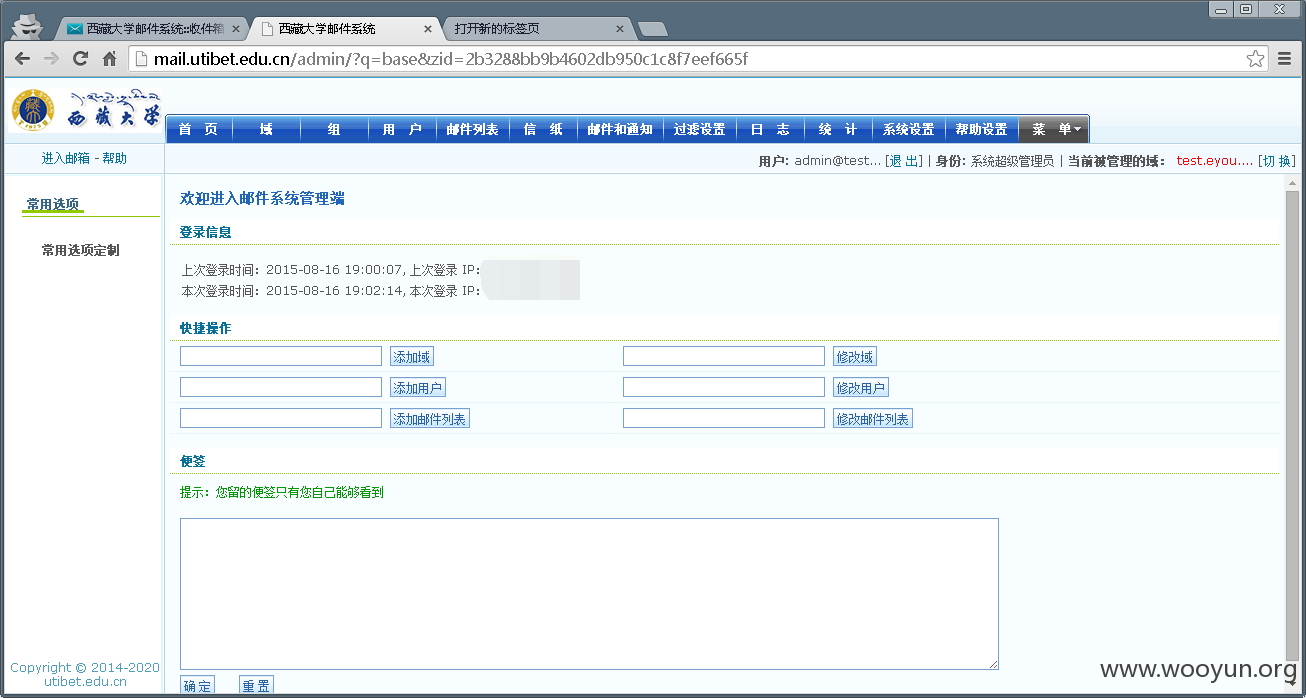 西藏大学邮件系统::收件箱
西藏大学邮件系统
打开新的标签页
mail.utibet.edu.cn/admin/?q=base&zid=2b3288bb9b4602db950c1c8f7eef665f
西藏大学
首 页 域 组 用 户 邮件列表 信 纸 邮件和通知 过滤设置 日 志 统 计 系统设置 帮助设置 菜 单
进入邮箱 - 帮助
用户: admin@test... [退 出] | 身份: 系统超级管理员 | 当前被管理的域: test.eyou.... [切 换]
常用选项
常用选项定制
欢迎进入邮件系统管理端
登录信息
上次登录时间: 2015-08-16 19:00:07, 上次登录 IP:
本次登录时间: 2015-08-16 19:02:14, 本次登录 IP:
快捷操作
添加域 修改域
添加用户 修改用户
添加邮件列表 修改邮件列表
便签
提示: 您留的便签只有您自己能够看到
确 定 重 置
Copyright © 2014-2020
utibet.edu.cn
www.wooyun.org